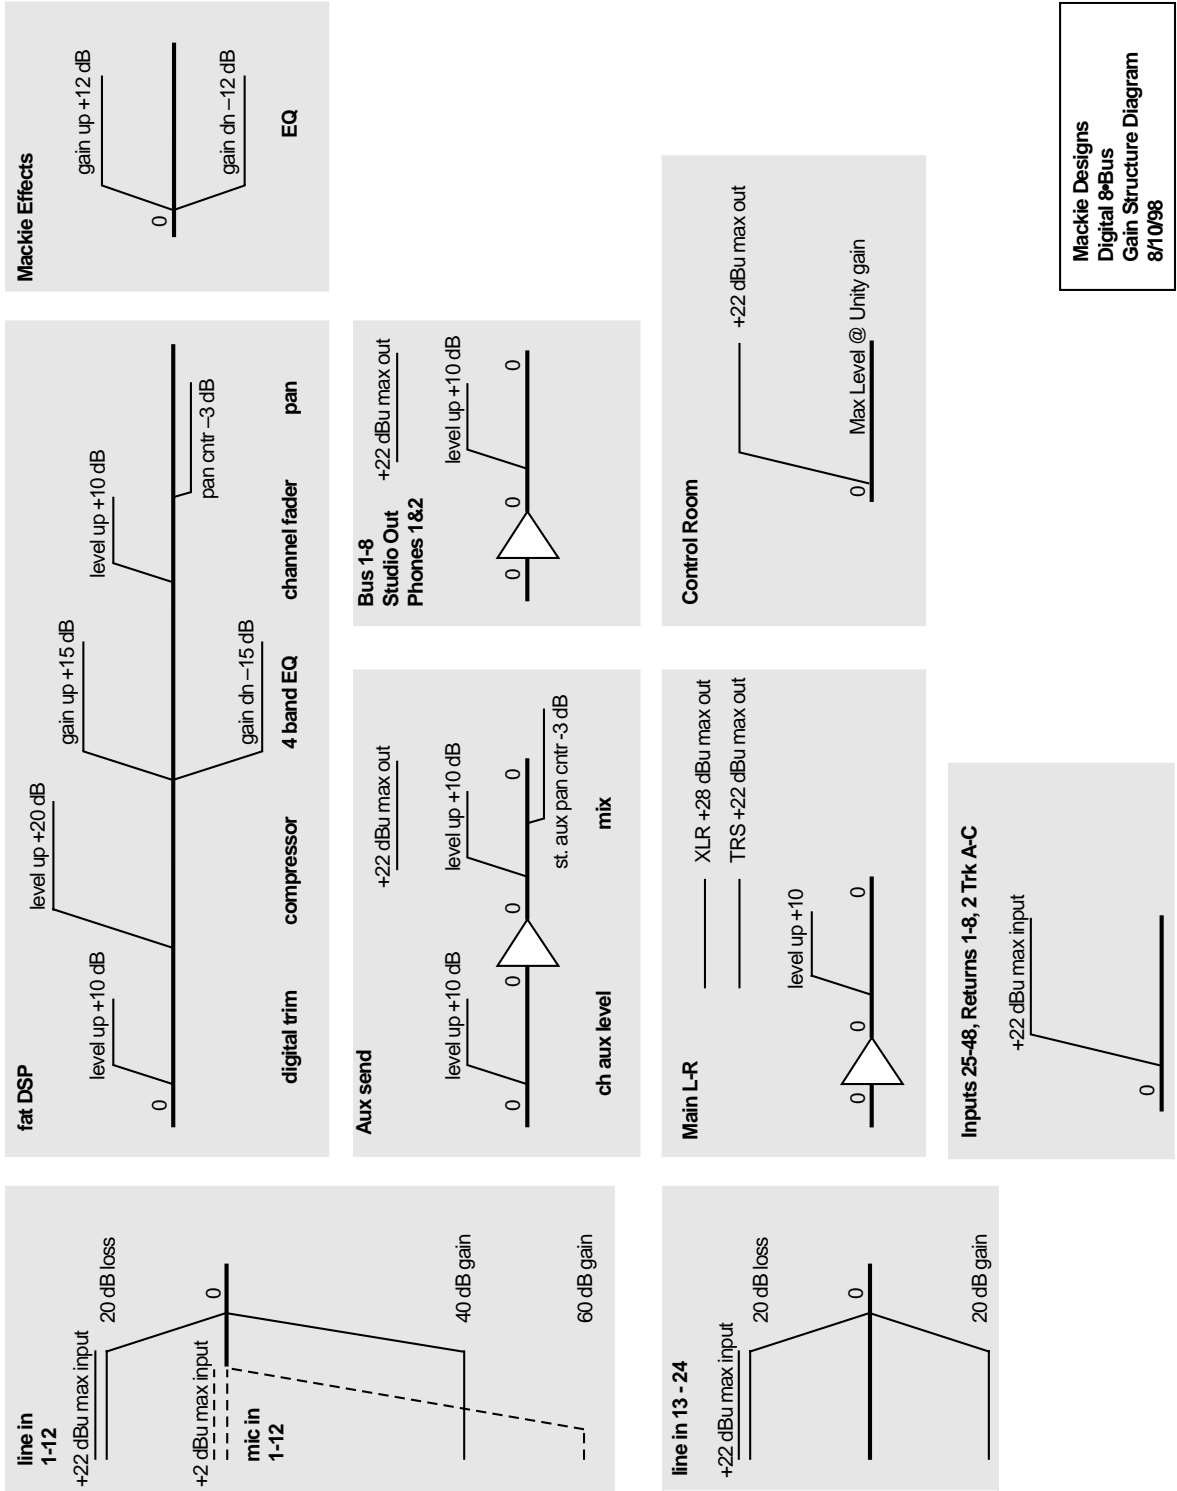 line in
1-12
+22 dBu max input
20 dB loss
+2 dBu max input
0
mic in
1-12
40 dB gain
60 dB gain
fat DSP
0
level up +10 dB
level up +20 dB
gain up +15 dB
gain dn –15 dB
level up +10 dB
pan cntr –3 dB
digital trim
compressor
4 band EQ
channel fader
pan
Mackie Effects
0
gain up +12 dB
gain dn –12 dB
EQ
Aux send
0
level up +10 dB
0
0
+22 dBu max out
level up +10 dB
0
st. aux pan cntr -3 dB
ch aux level
mix
Bus 1-8
Studio Out
Phones 1&2
0
0
+22 dBu max out
level up +10 dB
0
line in 13 - 24
+22 dBu max input
20 dB loss
0
20 dB gain
Main L-R
0
0
XLR +28 dBu max out
TRS +22 dBu max out
level up +10
0
Control Room
0
+22 dBu max out
Max Level @ Unity gain
Inputs 25-48, Returns 1-8, 2 Trk A-C
+22 dBu max input
0
Mackie Designs
Digital 8•Bus
Gain Structure Diagram
8/10/98